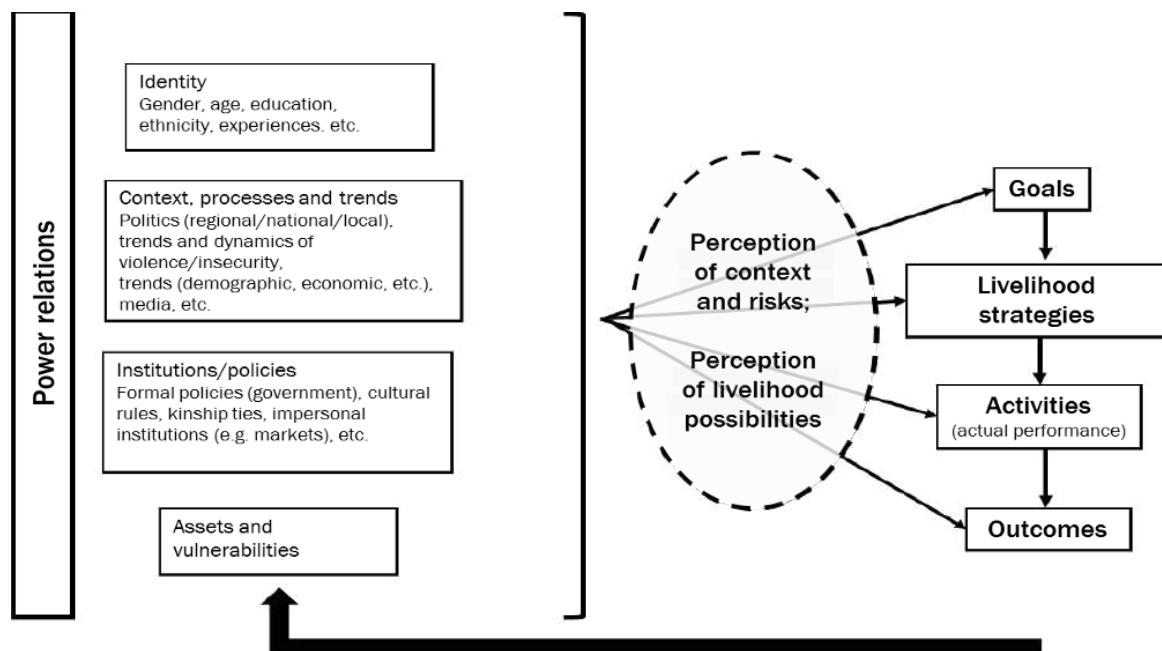 Power relations
Identity
Gender, age, education,
ethnicity, experiences. etc.
Context, processes and trends
Politics (regional/national/local),
trends and dynamics of
violence/insecurity,
trends (demographic, economic, etc.),
media, etc.
Institutions/policies
Formal policies (government), cultural
rules, kinship ties, impersonal
institutions (e.g. markets), etc.
Assets and
vulnerabilities
Perception
of context
and risks;
Perception
of livelihood
possibilities
Goals
Livelihood
strategies
Activities
(actual performance)
Outcomes